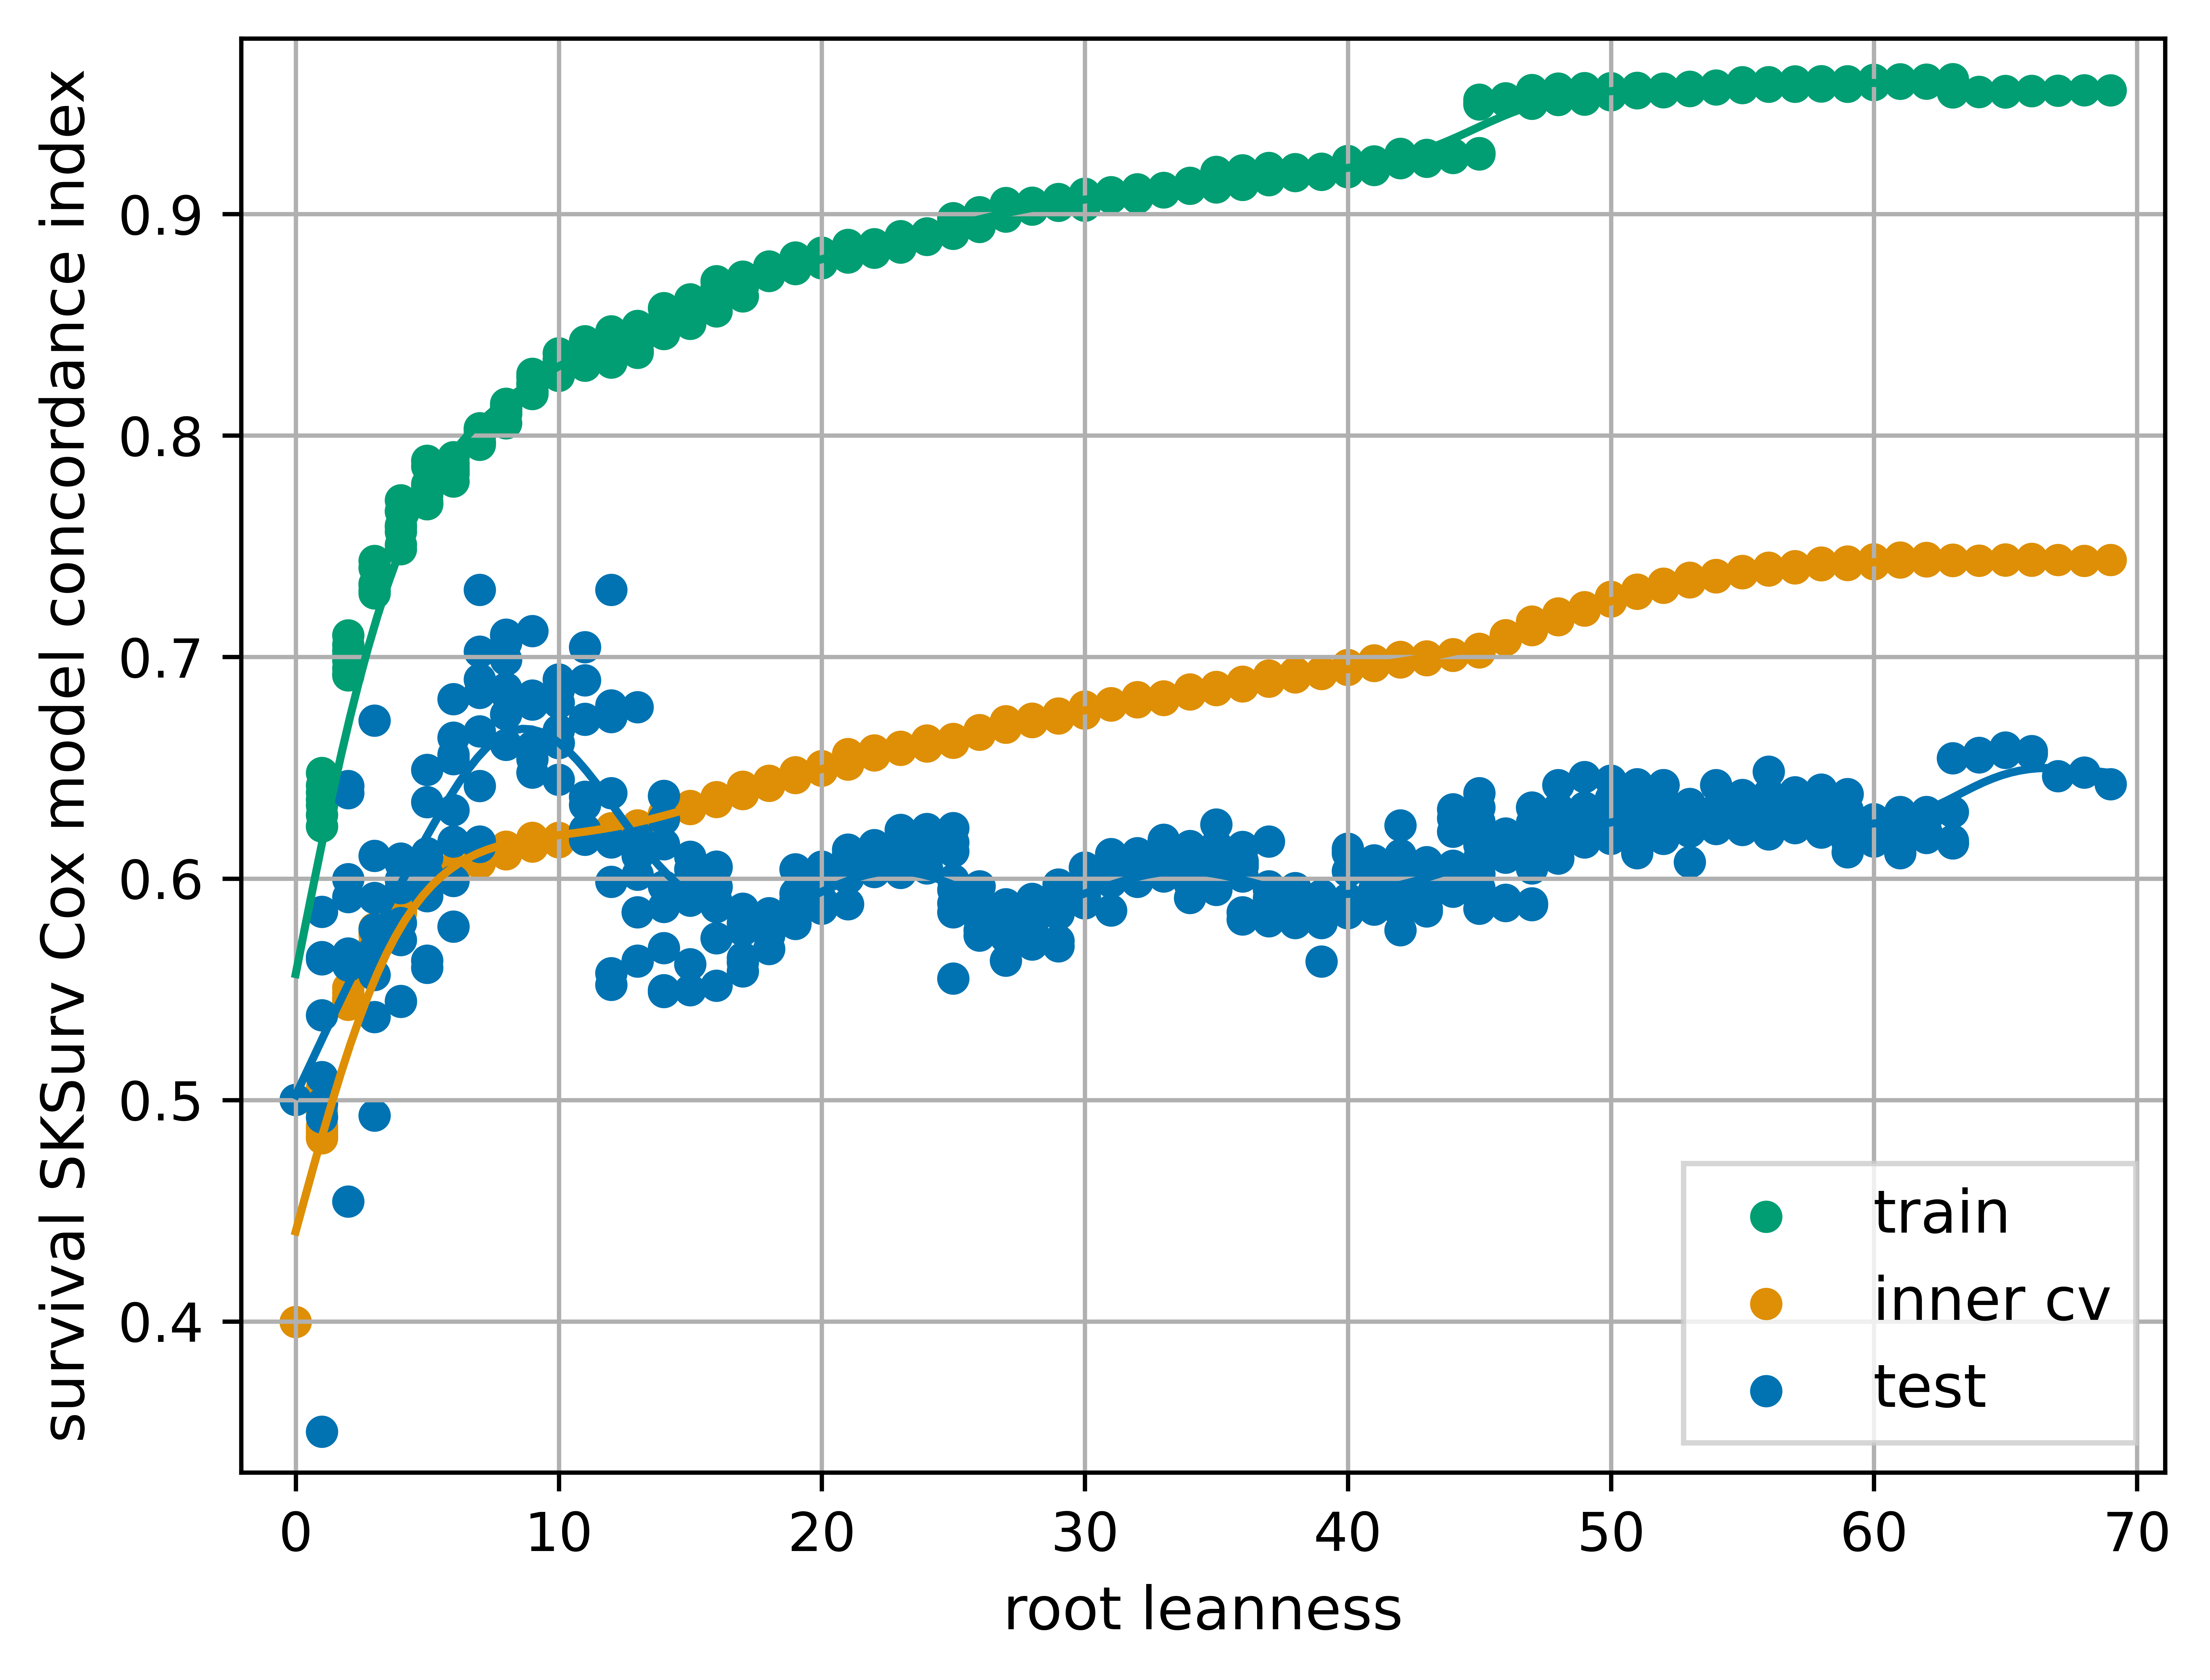 survival SKSurv Cox model concordance index
0.9
0.8
0.7
0.6
0.5
0.4
0 10 20 30 40 50 60 70
root leanness
train
inner cv
test